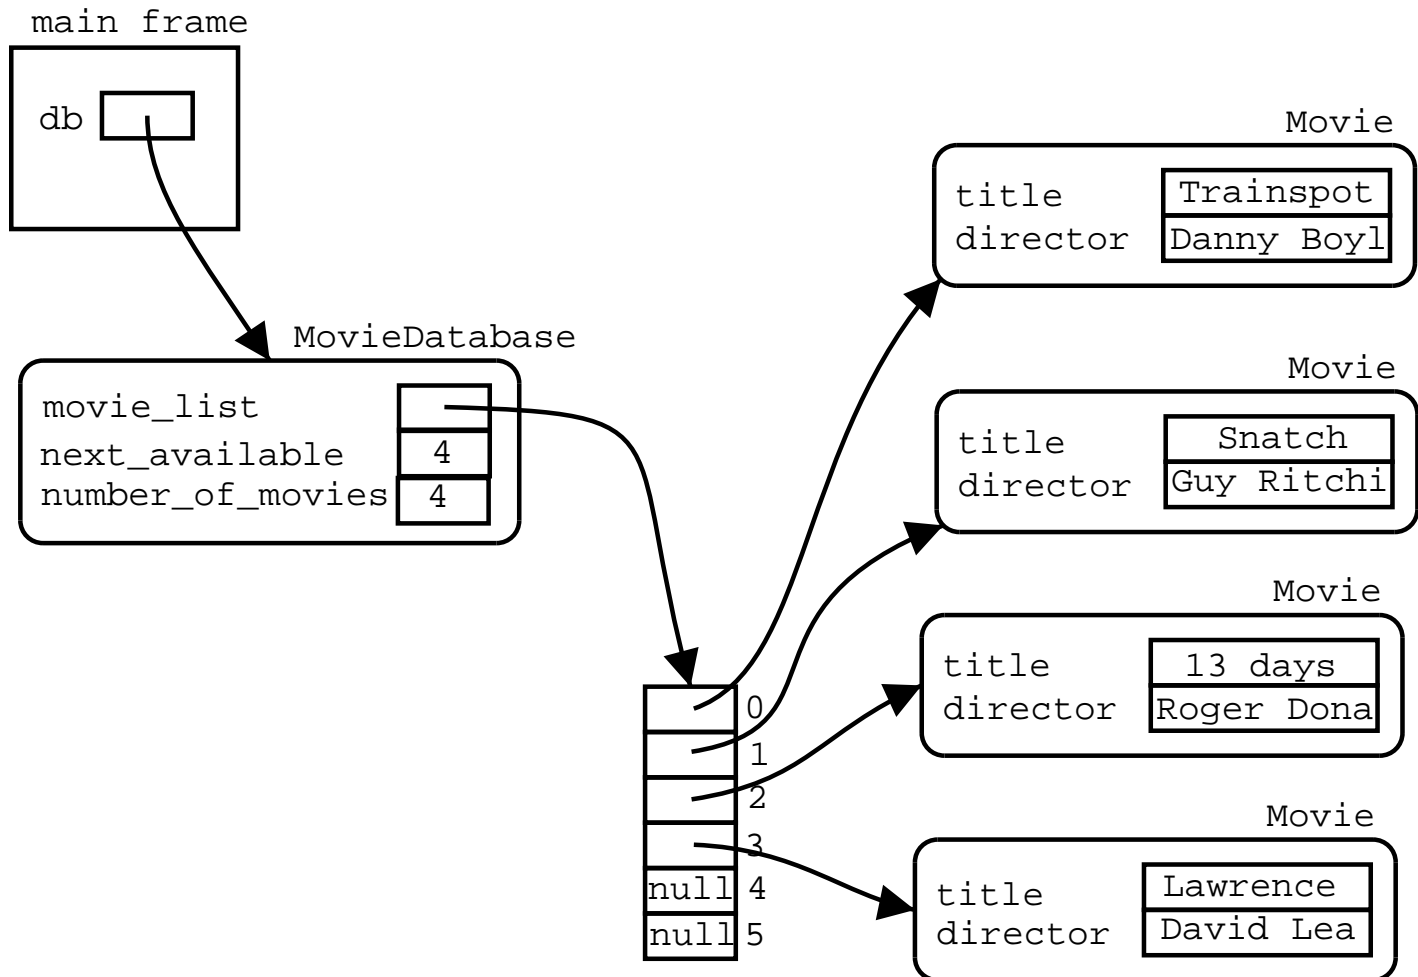 main frame
db
MovieDatabase
movie_list
next_available 4
number_of_movies 4
0
1
2
3
null 4
null 5
Movie
title Trainspot
director Danny Boyl
Movie
title Snatch
director Guy Ritchi
Movie
title 13 days
director Roger Dona
Movie
title Lawrence
director David Lea